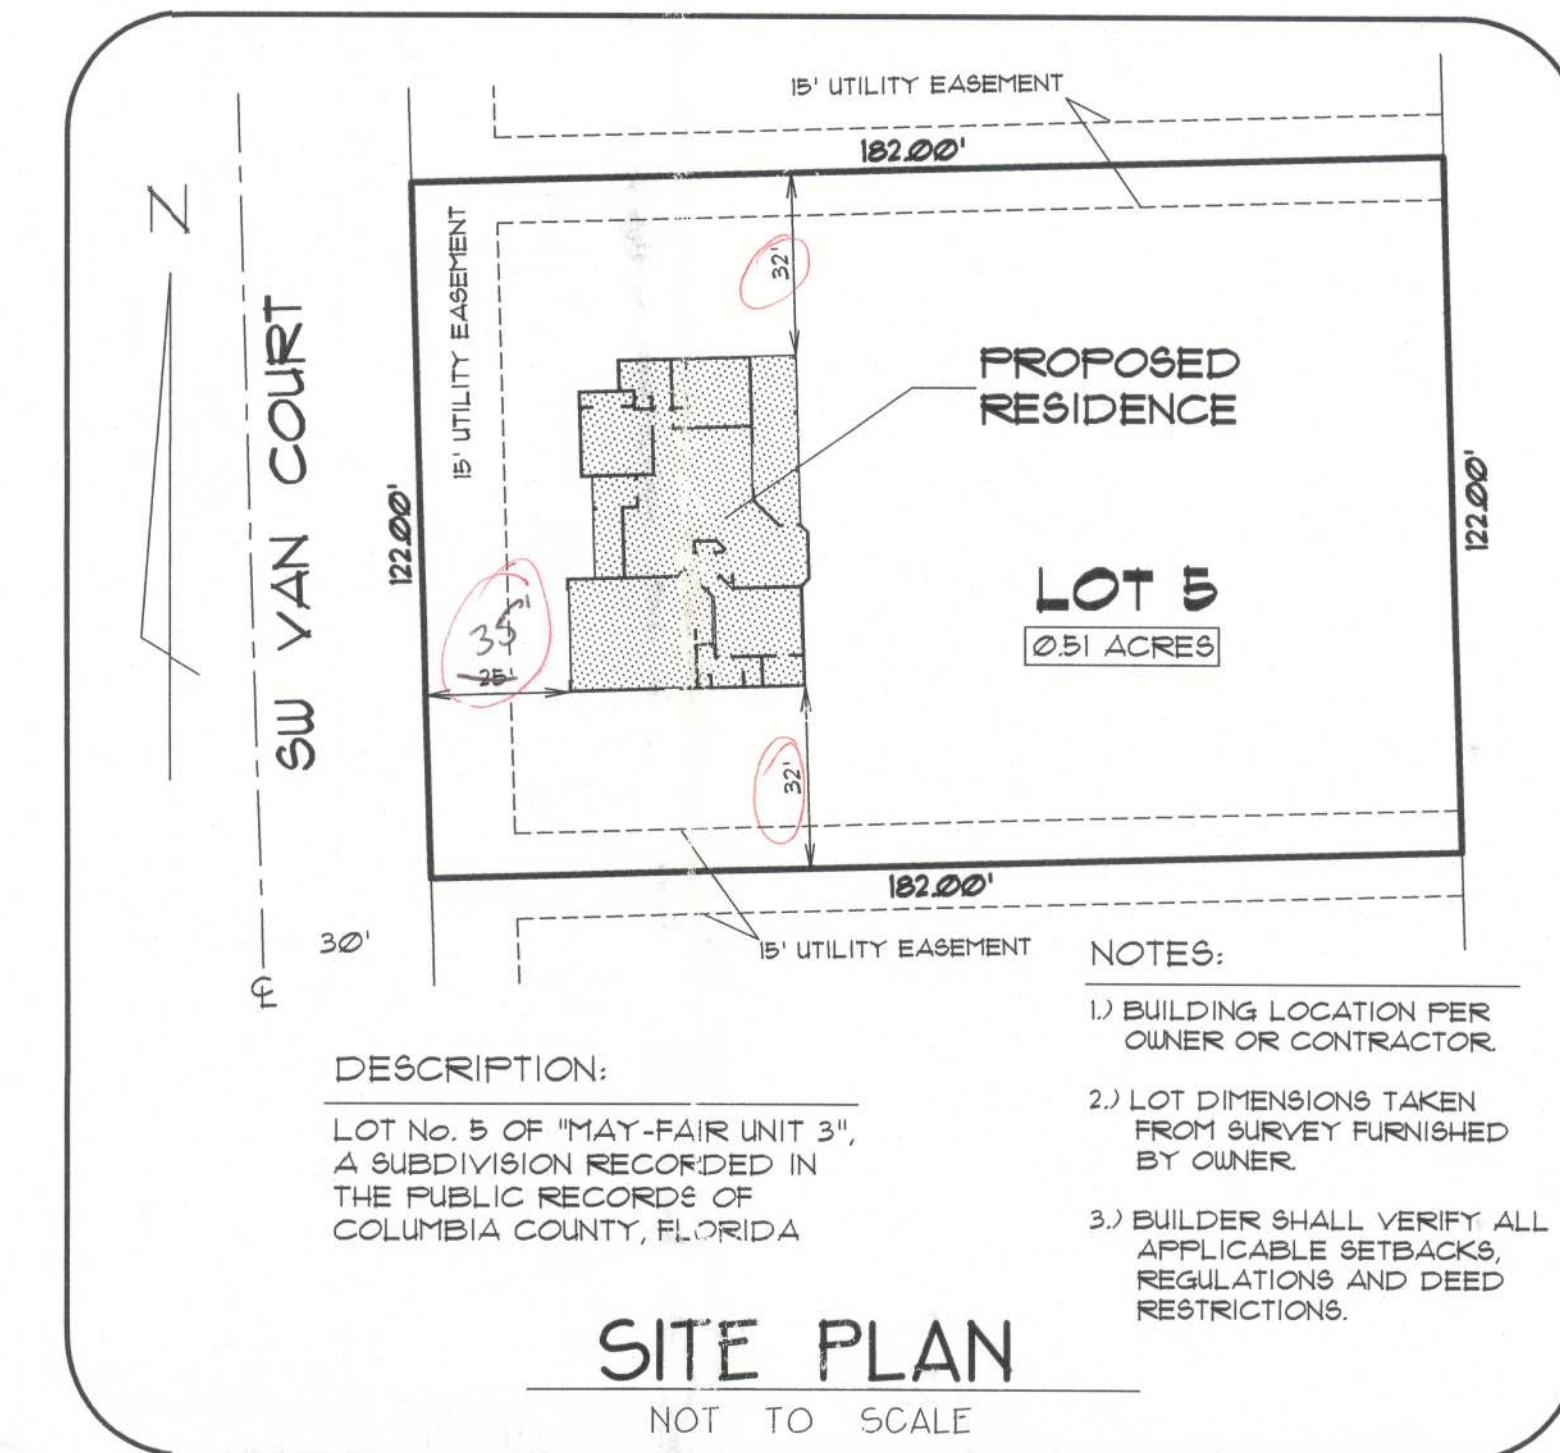 15' UTILITY EASEMENT
182.00'
N
SW VAN COURT
15' UTILITY EASEMENT
32'
PROPOSED
RESIDENCE
122.00'
122.00'
LOT 5
0.51 ACRES
35'
25'
32'
182.00'
30'
℄
15' UTILITY EASEMENT
NOTES:
1.) BUILDING LOCATION PER
OWNER OR CONTRACTOR.
2.) LOT DIMENSIONS TAKEN
FROM SURVEY FURNISHED
BY OWNER.
3.) BUILDER SHALL VERIFY ALL
APPLICABLE SETBACKS,
REGULATIONS AND DEED
RESTRICTIONS.
DESCRIPTION:
LOT No. 5 OF "MAY-FAIR UNIT 3",
A SUBDIVISION RECORDED IN
THE PUBLIC RECORDS OF
COLUMBIA COUNTY, FLORIDA
SITE PLAN
NOT TO SCALE